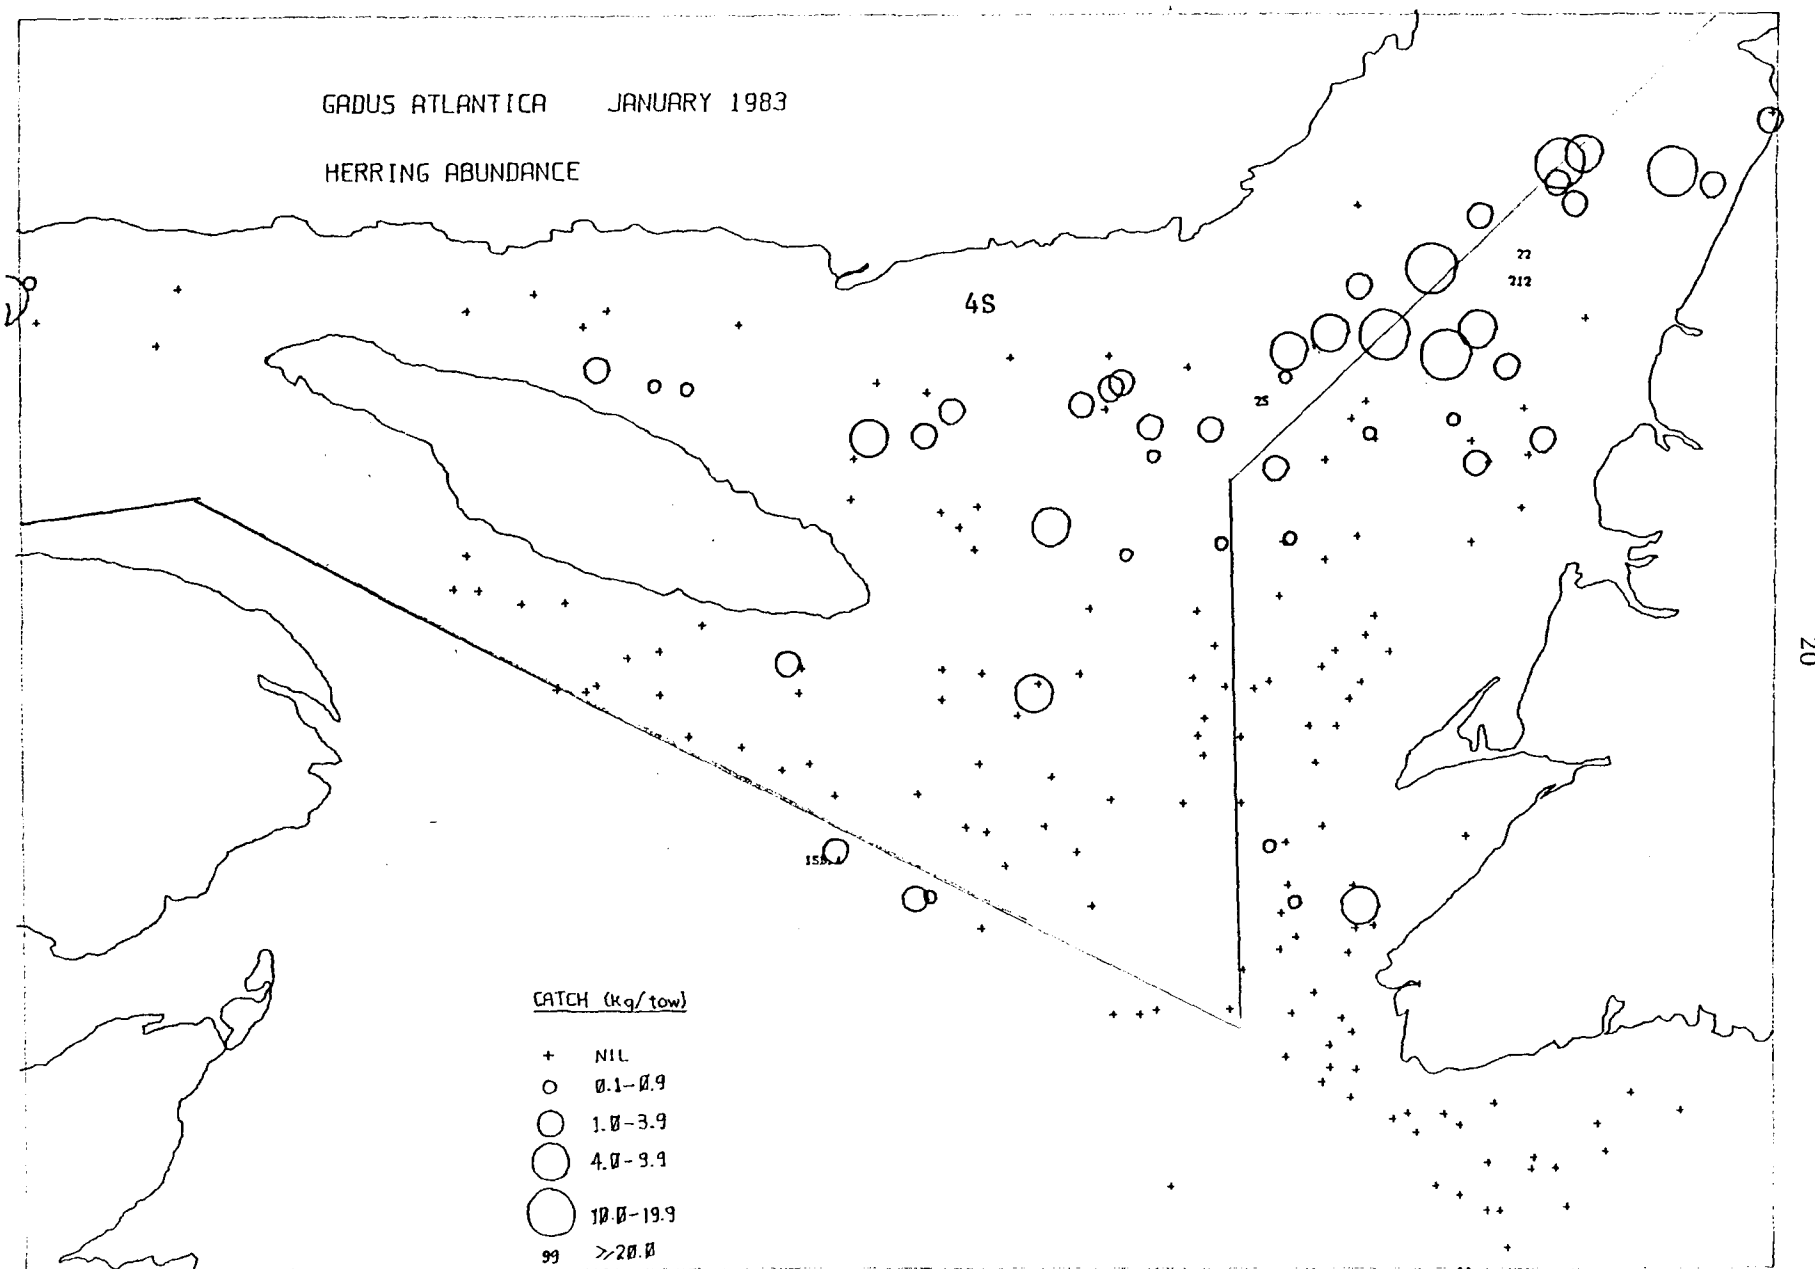 GADUS ATLANTICA JANUARY 1983
HERRING ABUNDANCE
4S
22
212
25
20
CATCH (Kg/tow)
+ NIL
0.1-0.9
1.0-3.9
4.0-9.9
10.0-19.9
99 >20.0